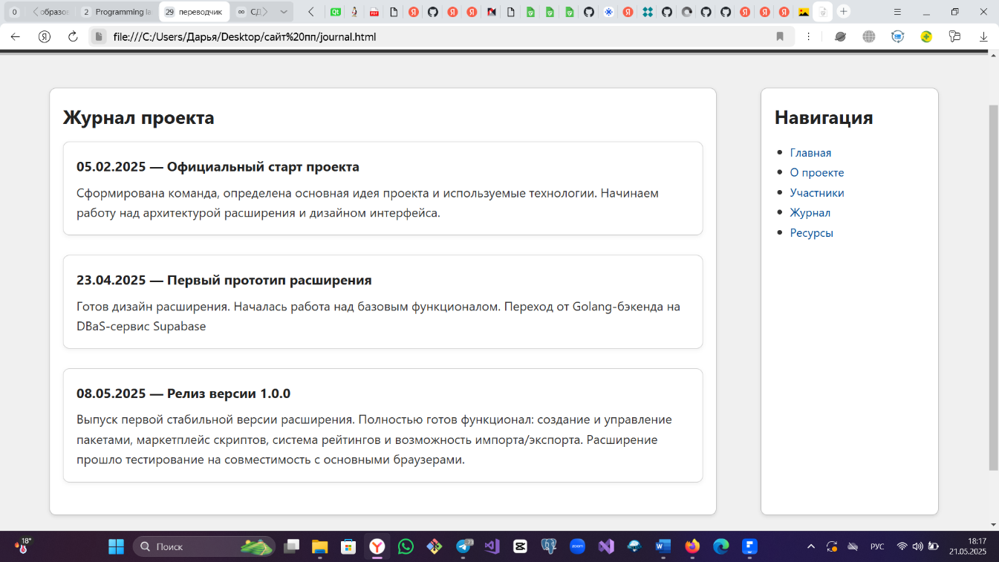 0
образов
2 Programming la
29 переводчик
СД
file:///C:/Users/Дарья/Desktop/сайт%20пп/journal.html
Журнал проекта
05.02.2025 — Официальный старт проекта
Сформирована команда, определена основная идея проекта и используемые технологии. Начинаем
работу над архитектурой расширения и дизайном интерфейса.
23.04.2025 — Первый прототип расширения
Готов дизайн расширения. Началась работа над базовым функционалом. Переход от Golang-бэкенда на
DBaS-сервис Supabase
08.05.2025 — Релиз версии 1.0.0
Выпуск первой стабильной версии расширения. Полностью готов функционал: создание и управление
пакетами, маркетплейс скриптов, система рейтингов и возможность импорта/экспорта. Расширение
прошло тестирование на совместимость с основными браузерами.
Навигация
Главная
О проекте
Участники
Журнал
Ресурсы
18°
Поиск
РУС
18:17
21.05.2025